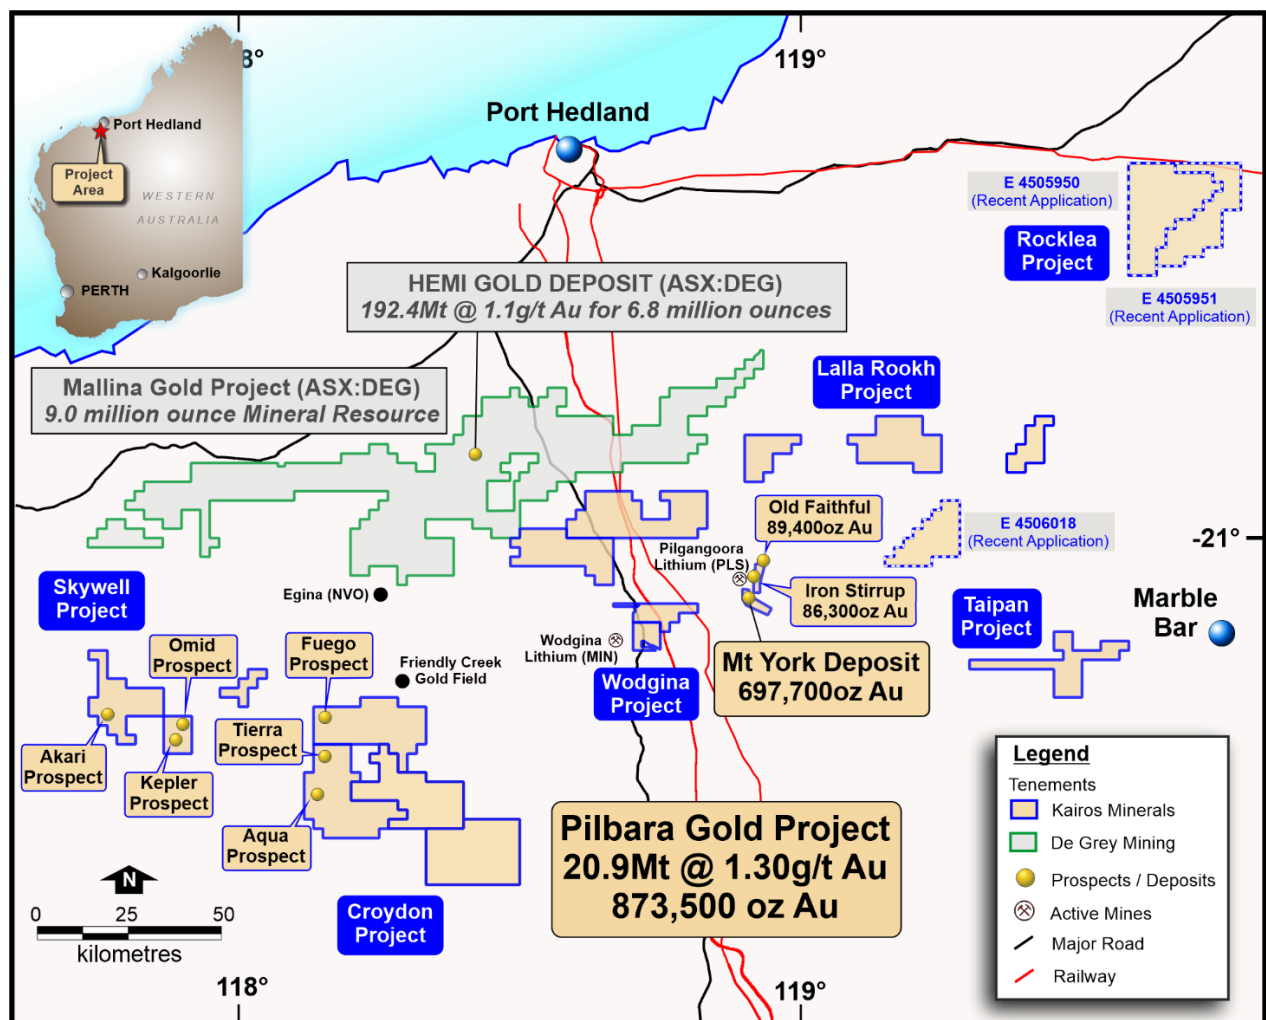 8°
119°
Port Hedland
Port Hedland
Project
Area
WESTERN
AUSTRALIA
Kalgoorlie
PERTH
E 4505950
(Recent Application)
Rocklea
Project
E 4505951
(Recent Application)
HEMI GOLD DEPOSIT (ASX:DEG)
192.4Mt @ 1.1g/t Au for 6.8 million ounces
Mallina Gold Project (ASX:DEG)
9.0 million ounce Mineral Resource
Lalla Rookh
Project
Old Faithful
89,400oz Au
E 4506018
(Recent Application)
-21°
Pilgangoora
Lithium (PLS)
Iron Stirrup
86,300oz Au
Skywell
Project
Egina (NVO)
Taipan
Project
Marble
Bar
Omid
Prospect
Fuego
Prospect
Wodgina
Lithium (MIN)
Friendly Creek
Gold Field
Mt York Deposit
697,700oz Au
Wodgina
Project
Tierra
Prospect
Akari
Prospect
Kepler
Prospect
Aqua
Prospect
Pilbara Gold Project
20.9Mt @ 1.30g/t Au
873,500 oz Au
Croydon
Project
N
0 25 50
kilometres
118°
119°
Legend
Tenements
Kairos Minerals
De Grey Mining
Prospects / Deposits
Active Mines
Major Road
Railway